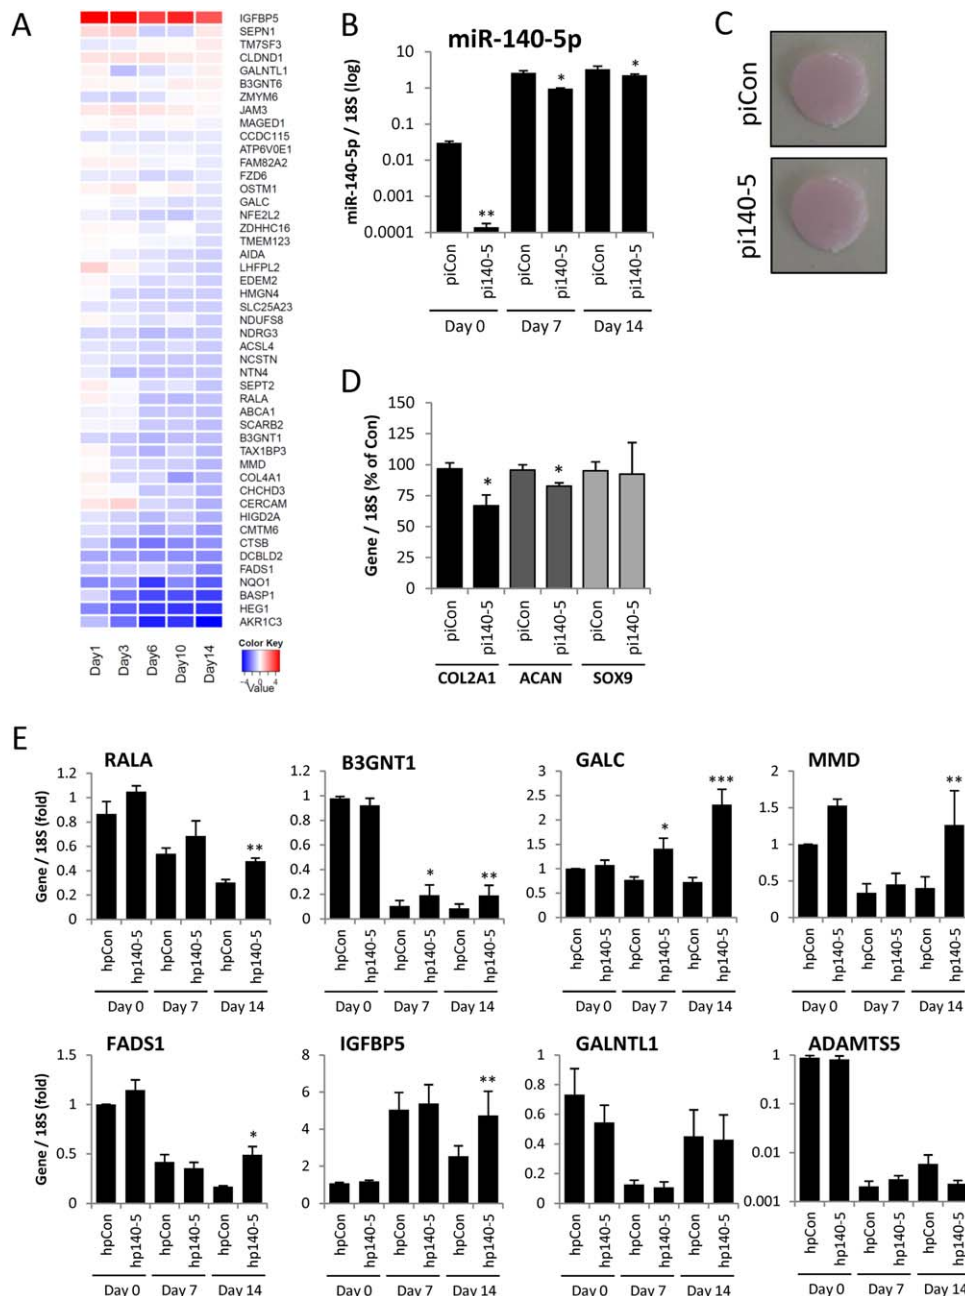 A
IGFBP5
SEPN1
TM7SF3
CLDND1
GALNTL1
B3GNT6
ZMYM6
JAM3
MAGED1
CCDC115
ATP6V0E1
FAM82A2
FZD6
OSTM1
GALC
NFE2L2
ZDHHC16
TMEM123
AIDA
LHFPL2
EDEM2
HMGN4
SLC25A23
NDUFS8
NDRG3
ACSL4
NCSTN
NTN4
SEPT2
RALA
ABCA1
SCARB2
B3GNT1
TAX1BP3
MMD
COL4A1
CHCHD3
CERCAM
HIGD2A
CMTM6
CTSB
DCBLD2
FADS1
NQO1
BASP1
HEG1
AKR1C3
Day1 Day3 Day6 Day10 Day14
Color Key
−4 0 4
Value
B
miR-140-5p
miR-140-5p / 18S (log)
10
1
0.1
0.01
0.001
0.0001
** * *
piCon pi140-5 piCon pi140-5 piCon pi140-5
Day 0 Day 7 Day 14
C
piCon
pi140-5
D
Gene / 18S (% of Con)
150
125
100
75
50
25
0
* *
piCon pi140-5 piCon pi140-5 piCon pi140-5
COL2A1 ACAN SOX9
E
RALA
Gene / 18S (fold)
1.2
1
0.8
0.6
0.4
0.2
0
**
hpCon hp140-5 hpCon hp140-5 hpCon hp140-5
Day 0 Day 7 Day 14
B3GNT1
1.2
1
0.8
0.6
0.4
0.2
0
* **
hpCon hp140-5 hpCon hp140-5 hpCon hp140-5
Day 0 Day 7 Day 14
GALC
3
2.5
2
1.5
1
0.5
0
* ***
hpCon hp140-5 hpCon hp140-5 hpCon hp140-5
Day 0 Day 7 Day 14
MMD
2
1.5
1
0.5
0
**
hpCon hp140-5 hpCon hp140-5 hpCon hp140-5
Day 0 Day 7 Day 14
FADS1
Gene / 18S (fold)
1.5
1
0.5
0
*
hpCon hp140-5 hpCon hp140-5 hpCon hp140-5
Day 0 Day 7 Day 14
IGFBP5
8
6
4
2
0
**
hpCon hp140-5 hpCon hp140-5 hpCon hp140-5
Day 0 Day 7 Day 14
GALNTL1
1
0.8
0.6
0.4
0.2
0
hpCon hp140-5 hpCon hp140-5 hpCon hp140-5
Day 0 Day 7 Day 14
ADAMTS5
1
0.1
0.01
0.001
hpCon hp140-5 hpCon hp140-5 hpCon hp140-5
Day 0 Day 7 Day 14